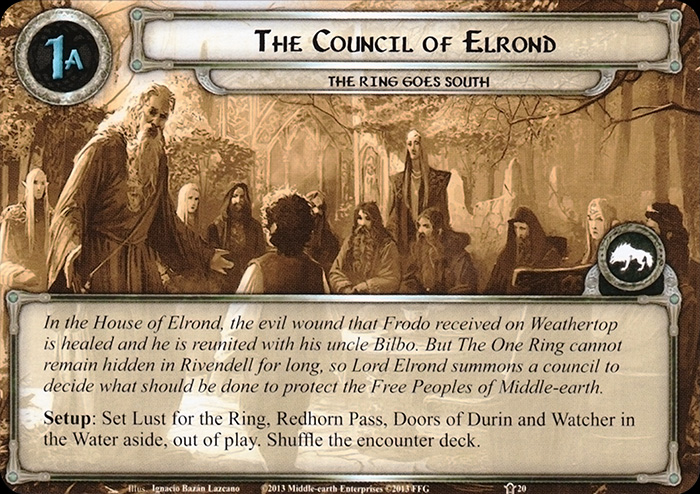 1A
THE COUNCIL OF ELROND
THE RING GOES SOUTH
In the House of Elrond, the evil wound that Frodo received on Weathertop
is healed and he is reunited with his uncle Bilbo. But The One Ring cannot
remain hidden in Rivendell for long, so Lord Elrond summons a council to
decide what should be done to protect the Free Peoples of Middle-earth.
Setup: Set Lust for the Ring, Redhorn Pass, Doors of Durin and Watcher in
the Water aside, out of play. Shuffle the encounter deck.
Illus. Ignacio Bazán Lazcano ©2013 Middle-earth Enterprises ©2013 FFG 20